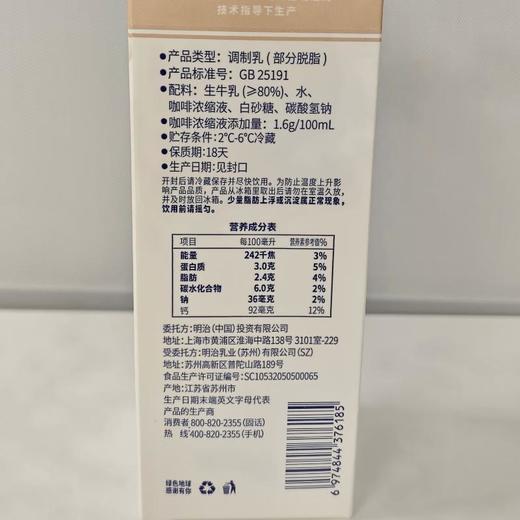 技术指导下生产
•产品类型：调制乳(部分脱脂)
•产品标准号：GB 25191
•配料：生牛乳(≥80%)、水、
咖啡浓缩液、白砂糖、碳酸氢钠
•咖啡浓缩液添加量：1.6g/100mL
•贮存条件：2°C-6°C冷藏
•保质期：18天
•生产日期：见封口
开封后请冷藏保存并尽快饮用。为防止温度上升影
响产品品质，产品从冰箱里取出后请勿在室温久放，
并及时放回冰箱。少量脂肪上浮或沉淀属正常现象，
饮用前请摇匀。
营养成分表
项目 每100毫升 营养素参考值%
能量 242千焦 3%
蛋白质 3.0克 5%
脂肪 2.4克 4%
碳水化合物 6.0克 2%
钠 36毫克 2%
钙 92毫克 12%
委托方：明治（中国）投资有限公司
地址：上海市黄浦区淮海中路138号 3101室-229
受委托方：明治乳业（苏州）有限公司(SZ)
地址：苏州高新区普陀山路189号
食品生产许可证编号：SC10532050500065
产地：江苏省苏州市
生产日期末端英文字母代表
产品的生产商
消费者 800-820-2355 (固话)
热 线 400-820-2355 (手机)
绿色地球
感谢有你
6 974844 376185